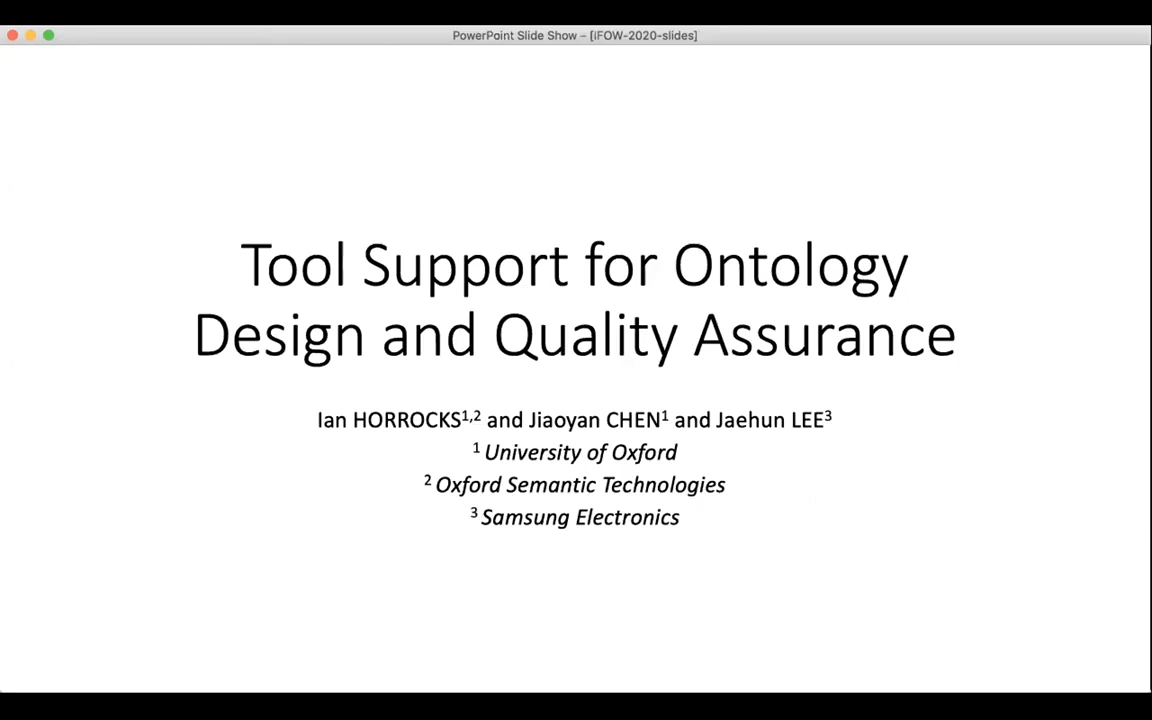 PowerPoint Slide Show – [iFOW-2020-slides]
Tool Support for Ontology
Design and Quality Assurance
Ian HORROCKS¹,² and Jiaoyan CHEN¹ and Jaehun LEE³
¹ University of Oxford
² Oxford Semantic Technologies
³ Samsung Electronics